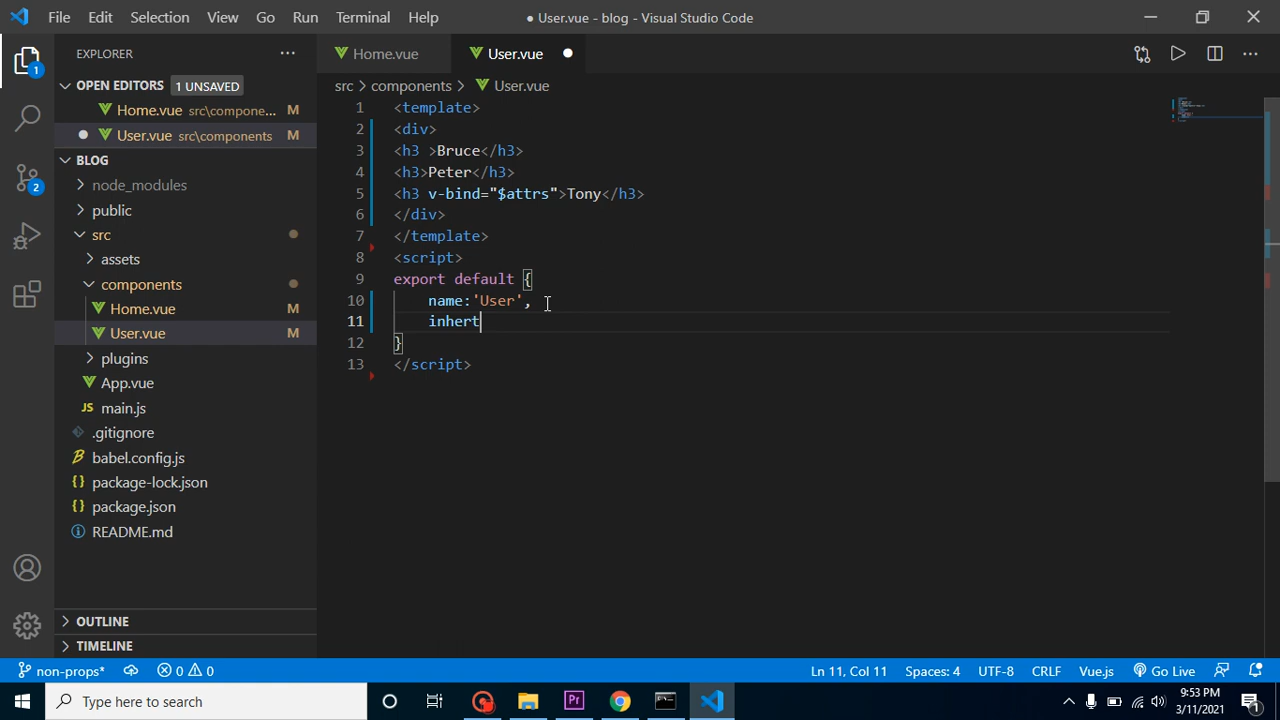 File Edit Selection View Go Run Terminal Help
● User.vue - blog - Visual Studio Code
EXPLORER
Home.vue
User.vue
OPEN EDITORS 1 UNSAVED
Home.vue src\compone... M
User.vue src\components M
BLOG
node_modules
public
src
assets
components
Home.vue M
User.vue M
plugins
App.vue
JS main.js
.gitignore
babel.config.js
package-lock.json
package.json
README.md
OUTLINE
TIMELINE
1
2
src > components > User.vue
1 <template>
2 <div>
3 <h3 >Bruce</h3>
4 <h3>Peter</h3>
5 <h3 v-bind="$attrs">Tony</h3>
6 </div>
7 </template>
8 <script>
9 export default {
10 name:'User',
11 inhert
12 }
13 </script>
non-props* 0 0
Ln 11, Col 11 Spaces: 4 UTF-8 CRLF Vue.js Go Live
Type here to search
Pr
9:53 PM
3/11/2021
1